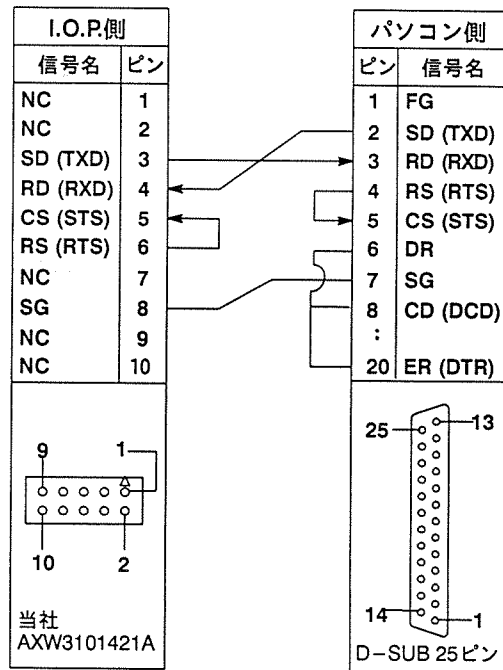 I.O.P.側
信号名 ピン
NC 1
NC 2
SD (TXD) 3
RD (RXD) 4
CS (STS) 5
RS (RTS) 6
NC 7
SG 8
NC 9
NC 10
9 1
10 2
当社
AXW3101421A
パソコン側
ピン 信号名
1 FG
2 SD (TXD)
3 RD (RXD)
4 RS (RTS)
5 CS (STS)
6 DR
7 SG
8 CD (DCD)
:
20 ER (DTR)
25 13
14 1
D-SUB 25ピン